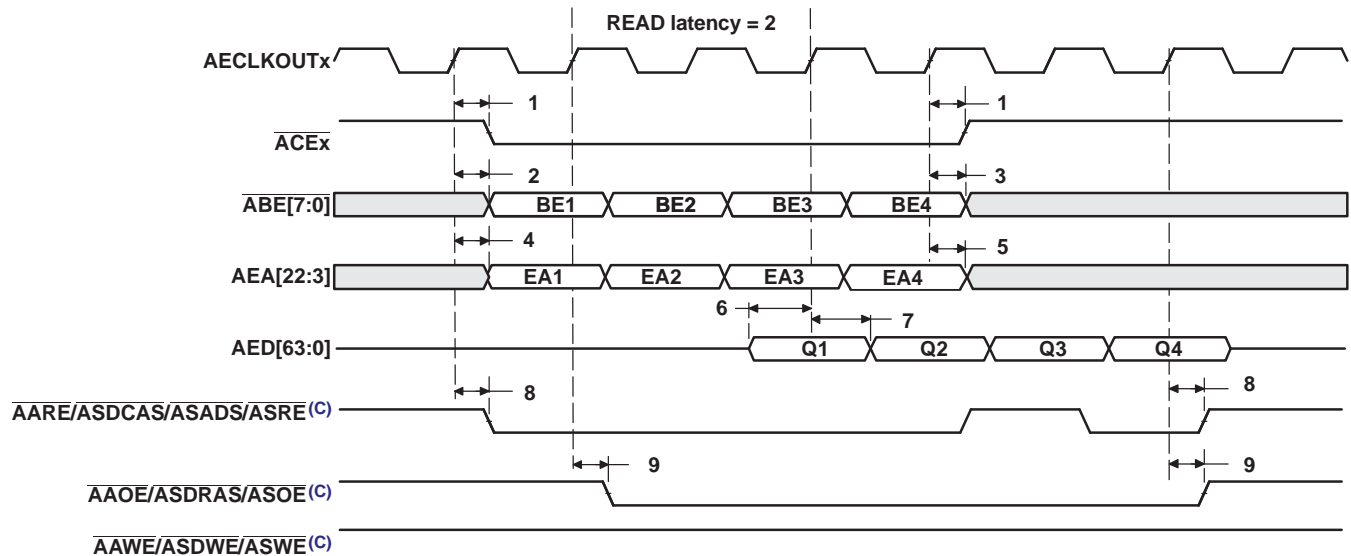 READ latency = 2
AECLKOUTx
1 1
ACEx
2 3
ABE[7:0] BE1 BE2 BE3 BE4
4 5
AEA[22:3] EA1 EA2 EA3 EA4
6 7
AED[63:0] Q1 Q2 Q3 Q4
8 8
AARE/ASDCAS/ASADS/ASRE(C)
9 9
AAOE/ASDRAS/ASOE(C)
AAWE/ASDWE/ASWE(C)